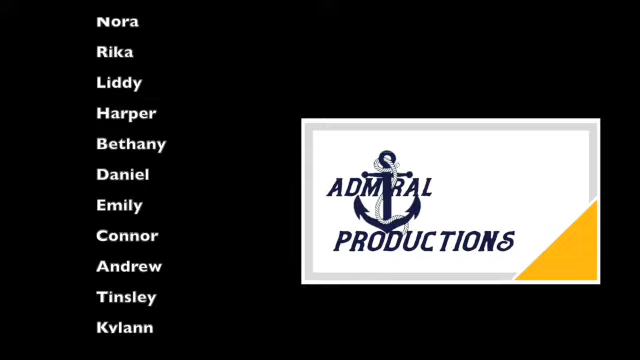 Nora
Rika
Liddy
Harper
Bethany
Daniel
Emily
Connor
Andrew
Tinsley
Kylann
ADMIRAL
PRODUCTIONS